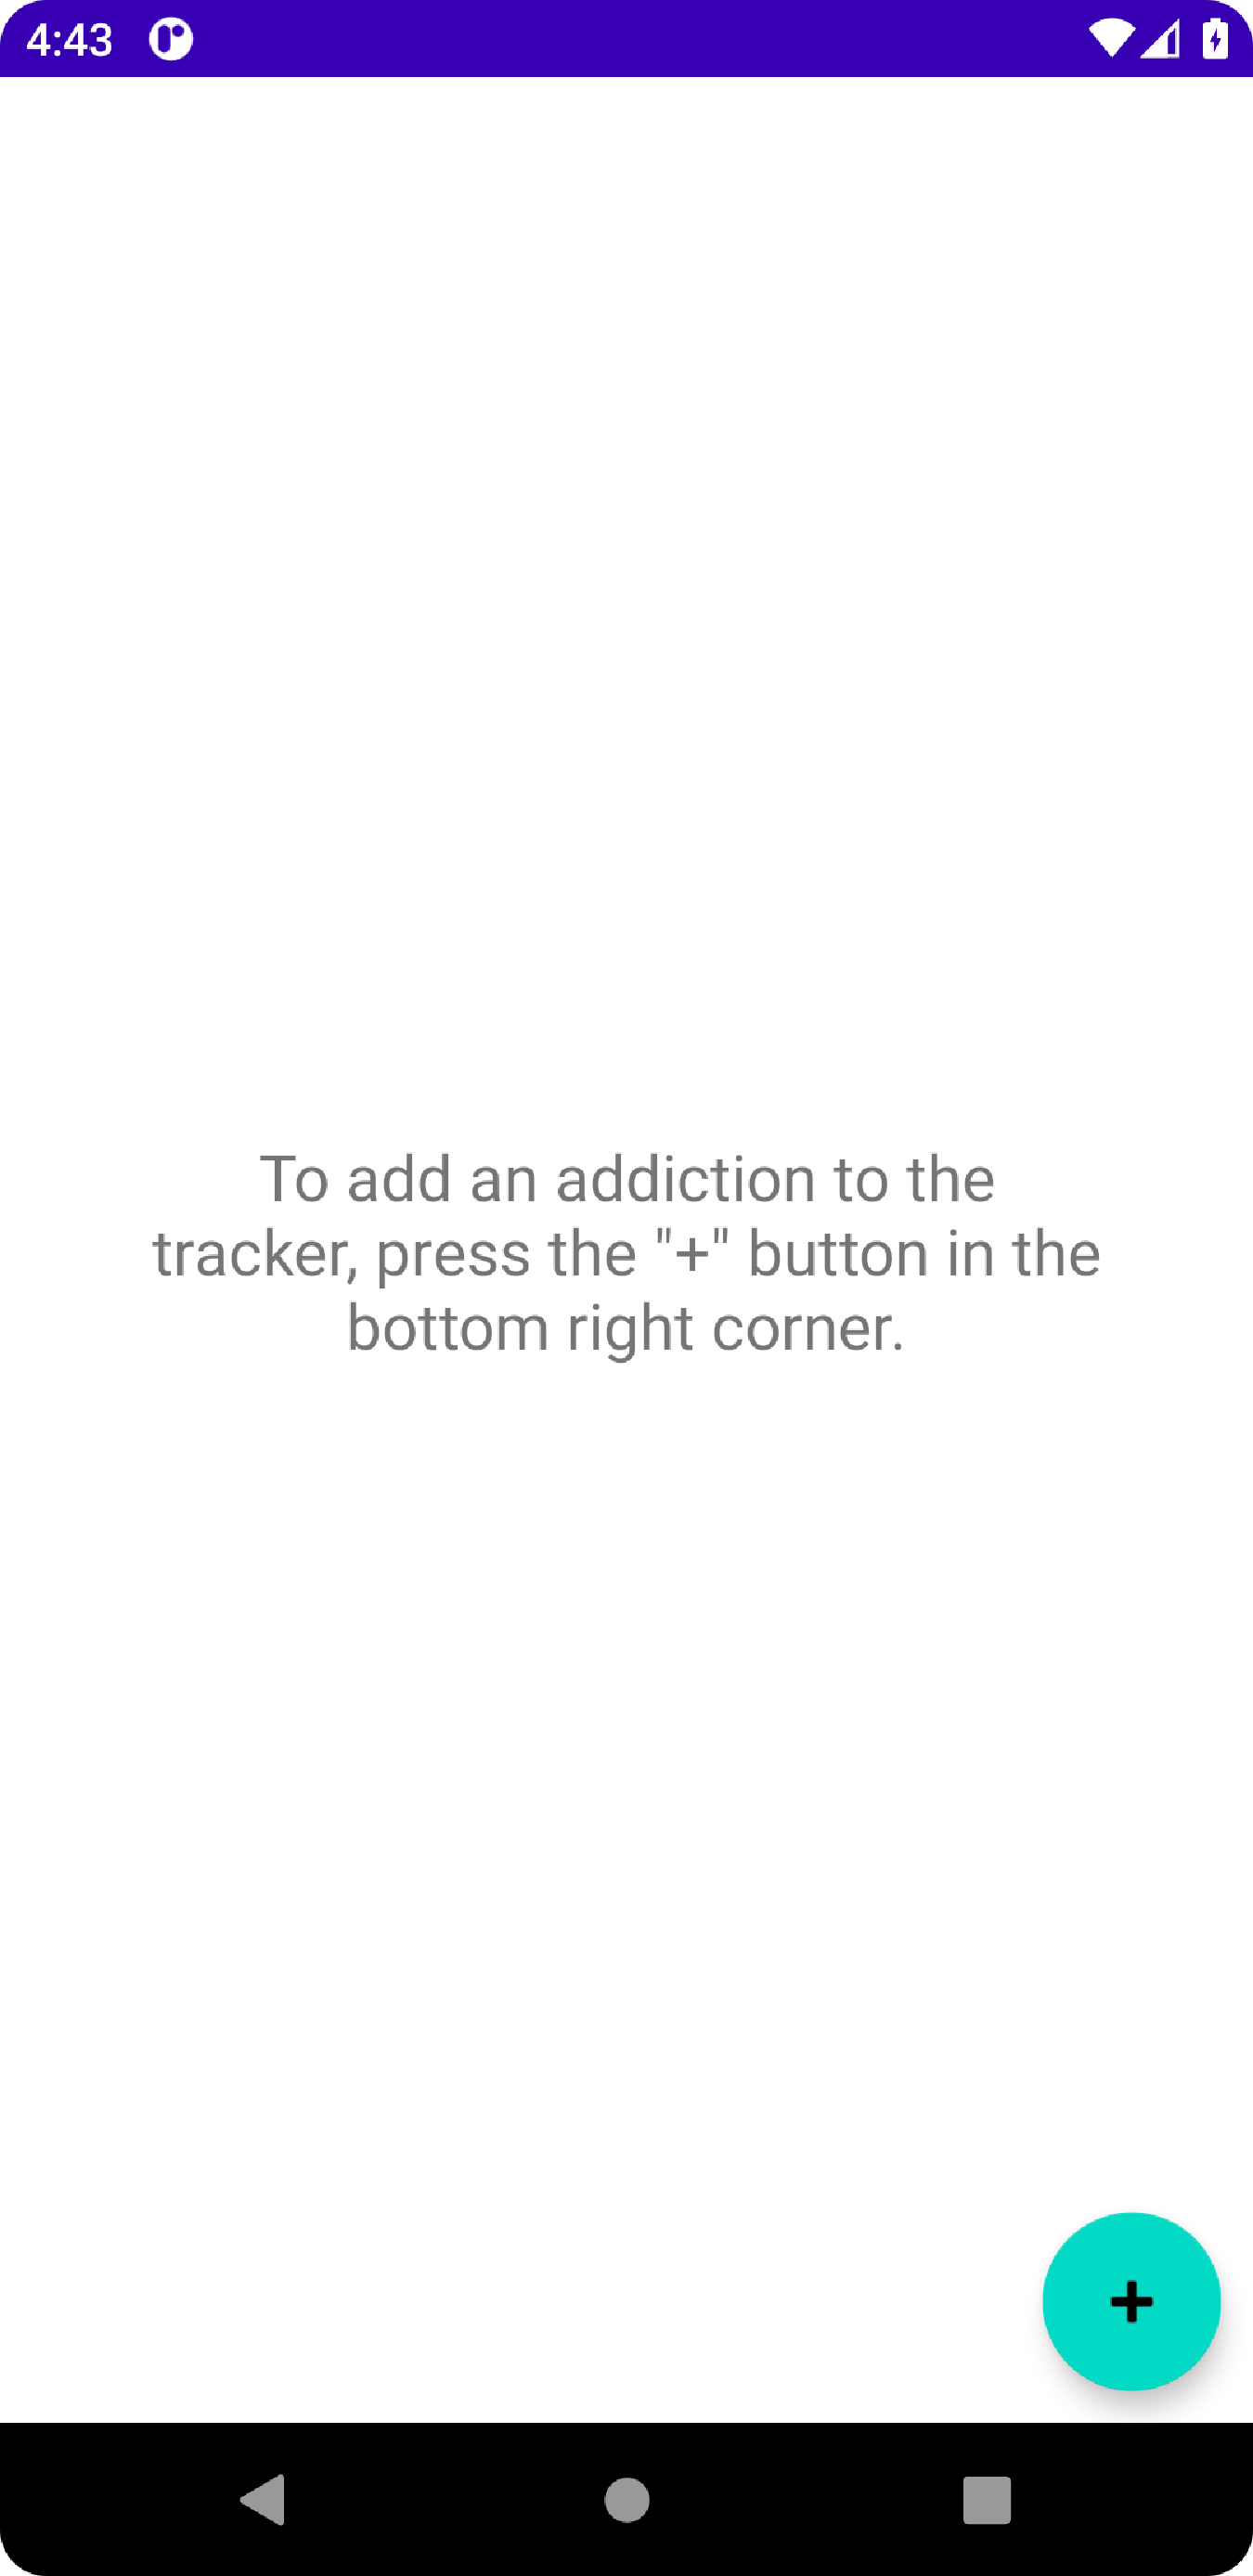 4:43
To add an addiction to the
tracker, press the "+" button in the
bottom right corner.
+